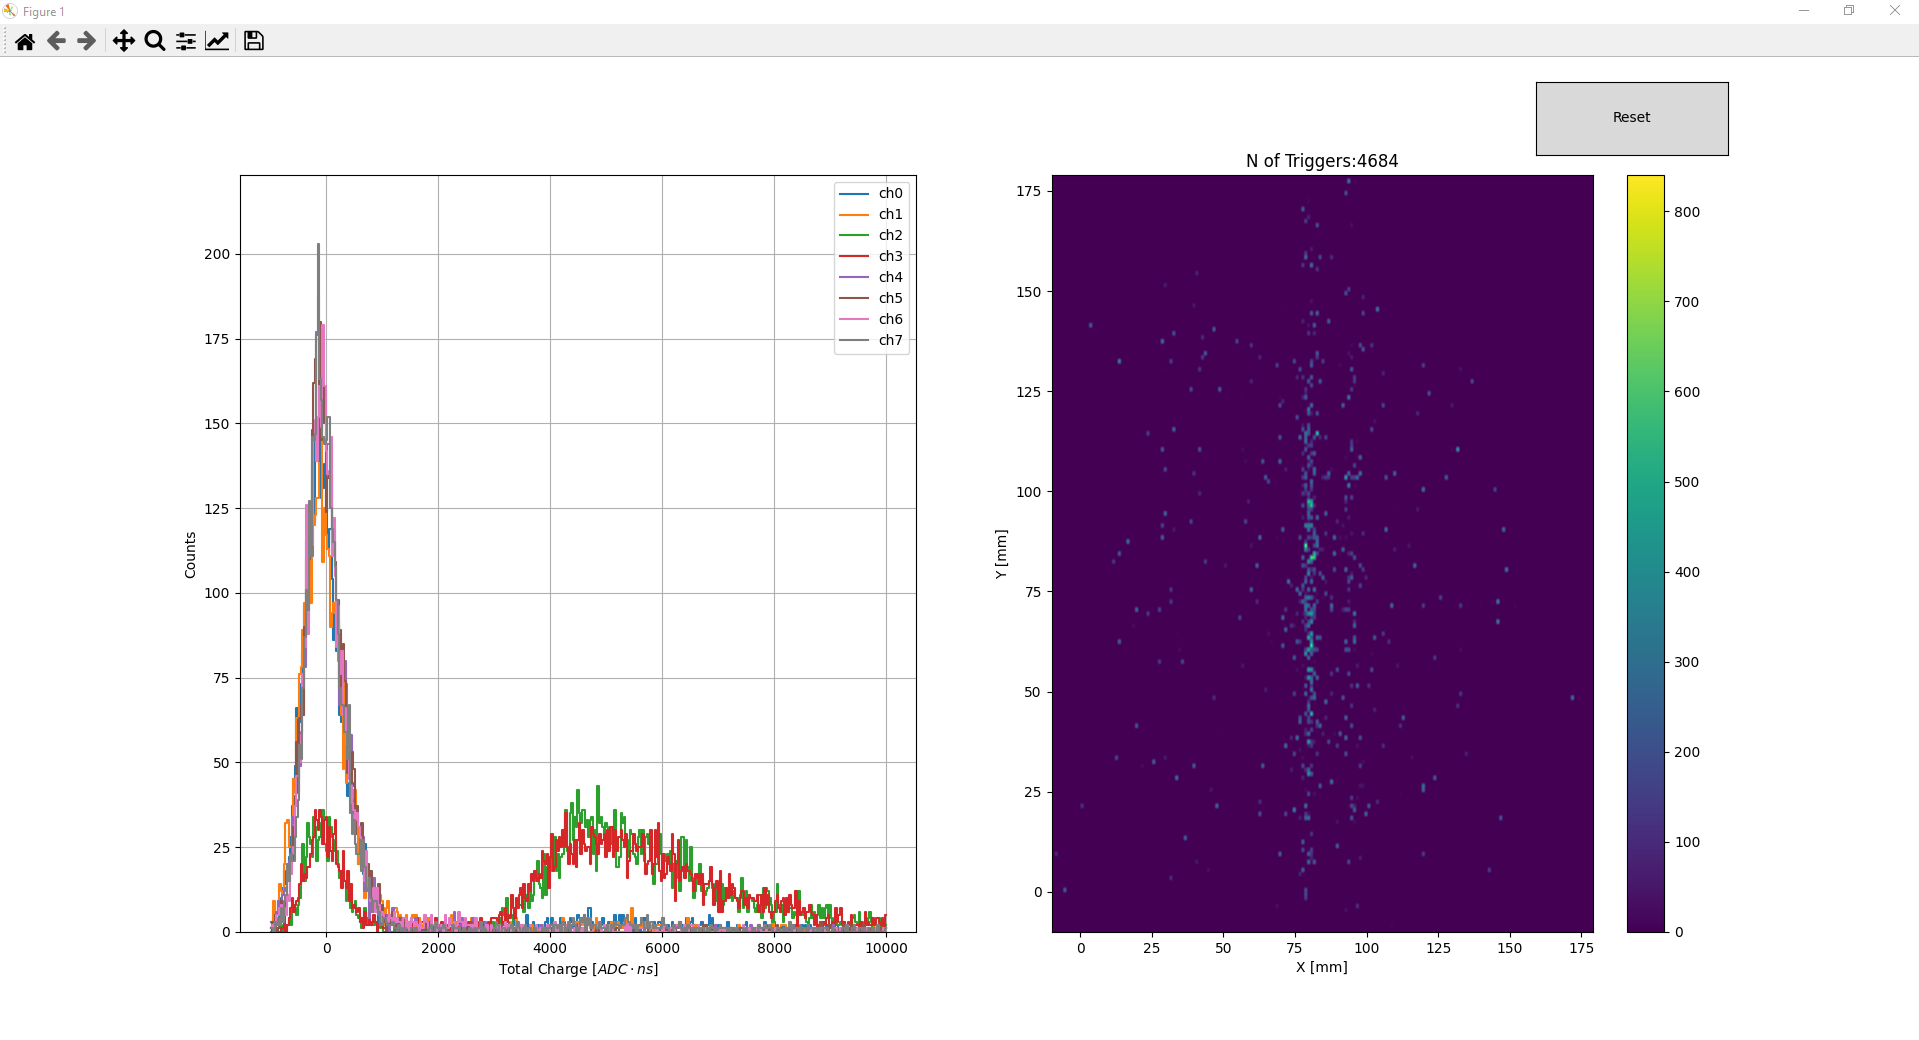 Figure 1
Reset
200
175
150
125
100
75
50
25
0
Counts
0
2000
4000
6000
8000
10000
Total Charge [ADC · ns]
ch0
ch1
ch2
ch3
ch4
ch5
ch6
ch7
N of Triggers:4684
175
150
125
100
75
50
25
0
Y [mm]
0
25
50
75
100
125
150
175
X [mm]
800
700
600
500
400
300
200
100
0